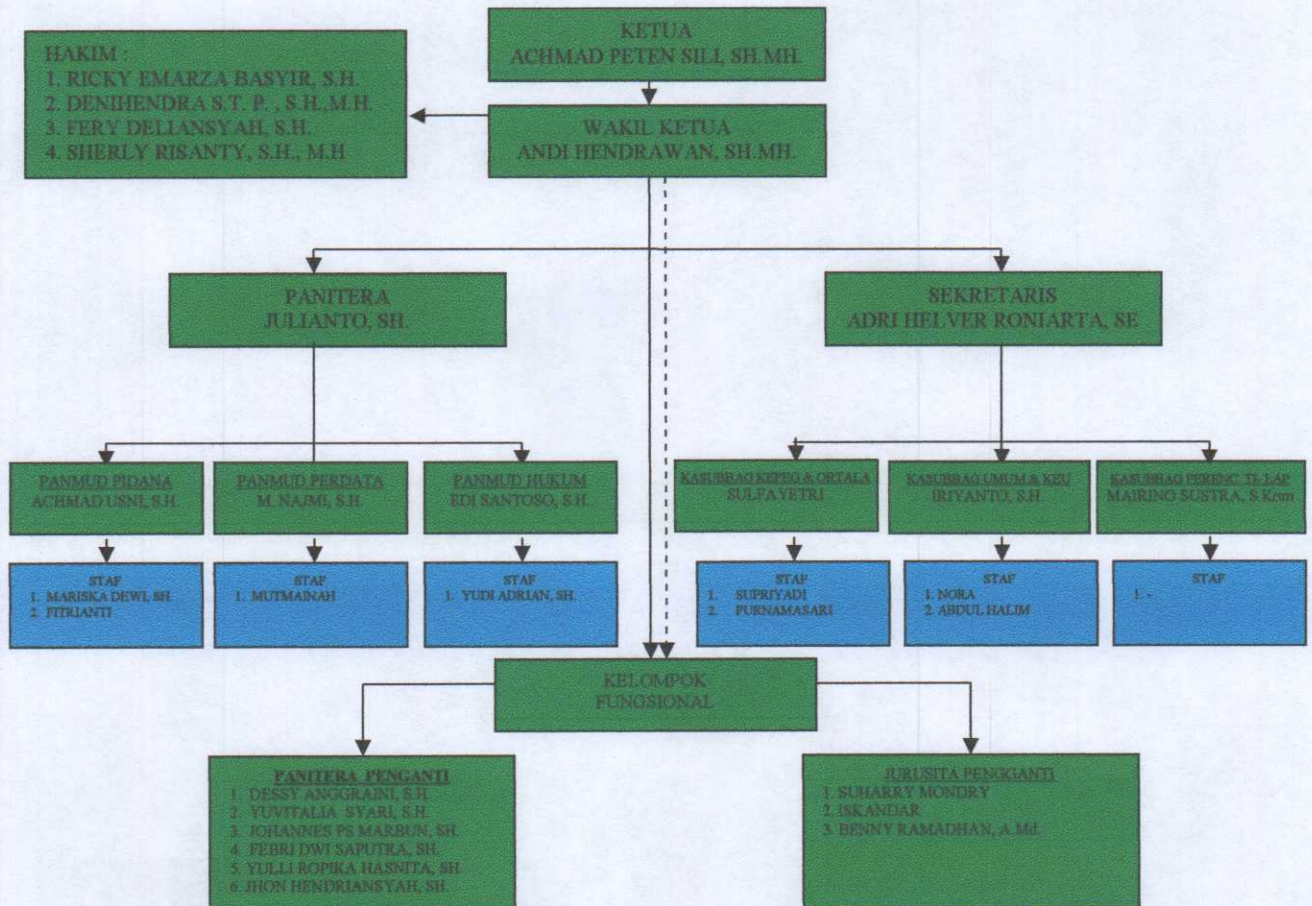 KETUA
ACHMAD PETEN SILI, SH.MH.
HAKIM :
1. RICKY EMARZA BASYIR, S.H.
2. DENIHENDRA S.T. P. , S.H.,M.H.
3. FERY DELIANSYAH, S.H.
4. SHERLY RISANTY, S.H., M.H
WAKIL KETUA
ANDI HENDRAWAN, SH.MH.
PANITERA
JULIANTO, SH.
SEKRETARIS
ADRI HELVER RONIARTA, SE
PANMUD PIDANA
ACHMAD USNI, S.H.
PANMUD PERDATA
M. NAJMI, S.H.
PANMUD HUKUM
EDI SANTOSO, S.H.
KASUBBAG KEPEG & ORTALA
SULFAYETRI
KASUBBAG UMUM & KEU
IRIYANTO, S.H.
KASUBBAG PERENC. TI- LAP
MAIRINO SUSTRA, S.Kom
STAF
1. MARISKA DEWI, SH.
2. FITRIANTI
STAF
1. MUTMAINAH
STAF
1. YUDI ADRIAN, SH.
STAF
1. SUPRIYADI
2. PURNAMASARI
STAF
1. NORA
2. ABDUL HALIM
STAF
1. -
KELOMPOK
FUNGSIONAL
PANITERA PENGANTI
1. DESSY ANGGRAINI, S.H.
2. YUVITALIA SYARI, S.H.
3. JOHANNES PS MARBUN, SH.
4. FEBRI DWI SAPUTRA, SH.
5. YULLI ROPIKA HASNITA, SH.
6. JHON HENDRIANSYAH, SH.
JURUSITA PENGGANTI
1. SUHARRY MONDRY
2. ISKANDAR
3. BENNY RAMADHAN, A.Md.